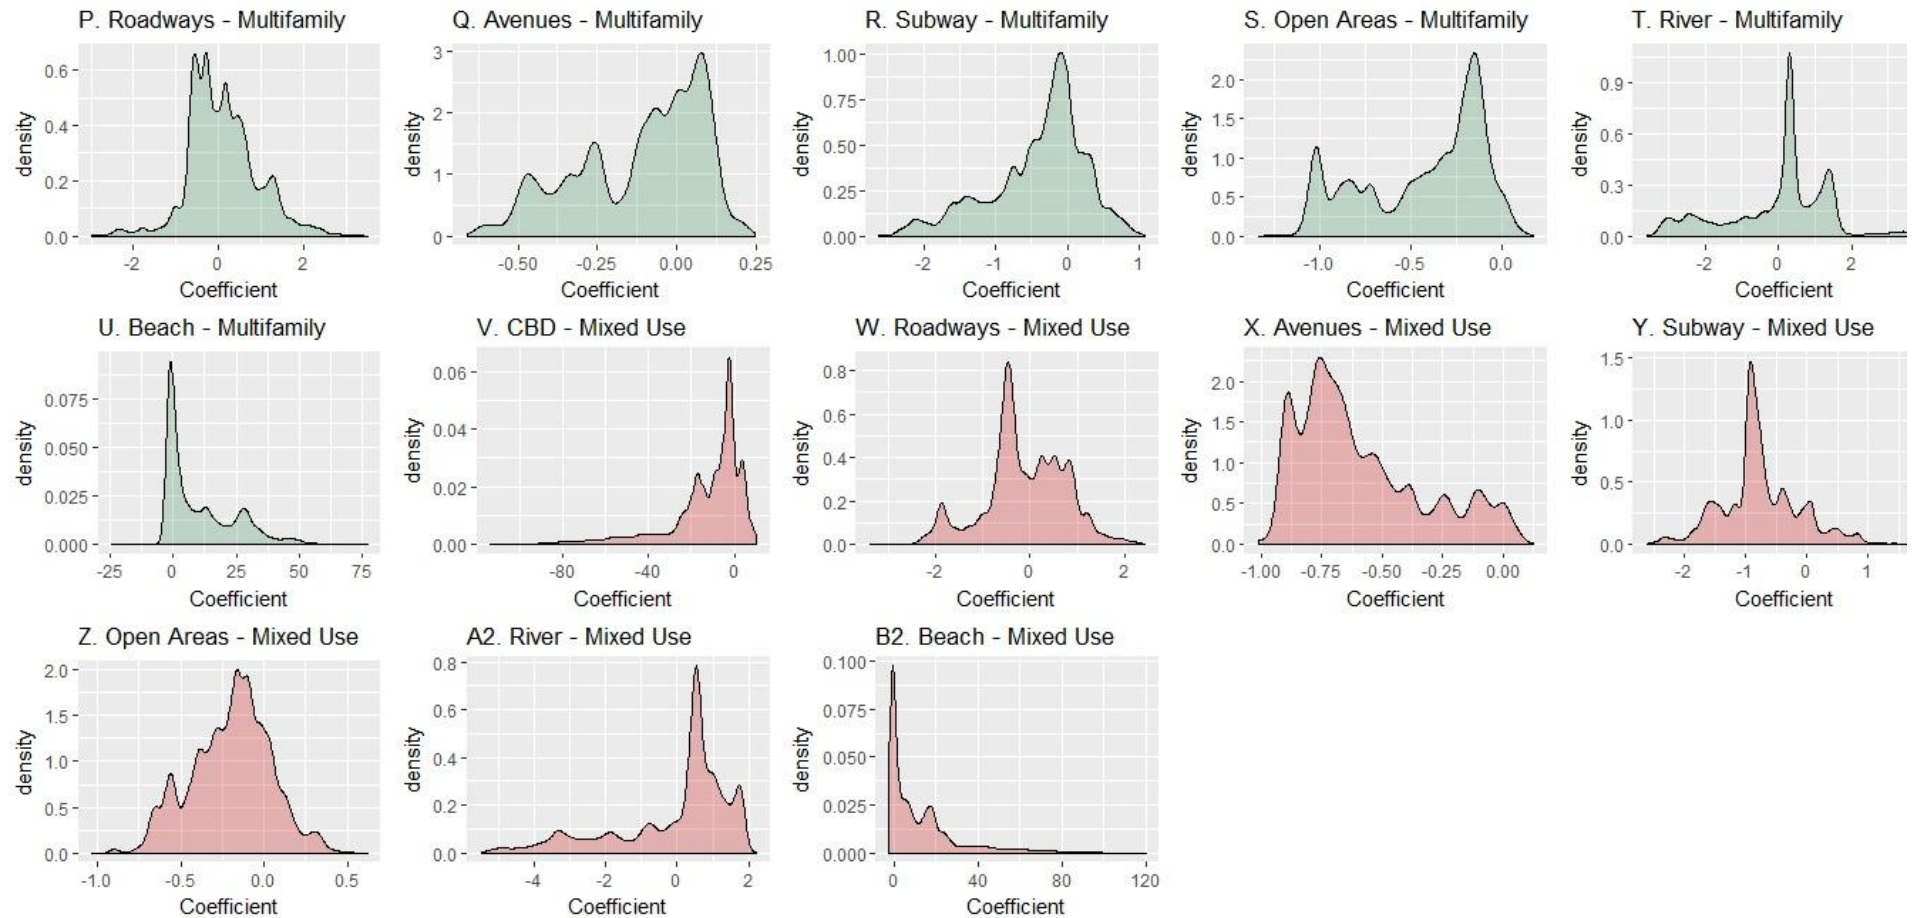 P. Roadways - Multifamily
0.6
0.4
0.2
0.0
density
-2 0 2
Coefficient
Q. Avenues - Multifamily
3
2
1
0
density
-0.50 -0.25 0.00 0.25
Coefficient
R. Subway - Multifamily
1.00
0.75
0.50
0.25
0.00
density
-2 -1 0 1
Coefficient
S. Open Areas - Multifamily
2.0
1.5
1.0
0.5
0.0
density
-1.0 -0.5 0.0
Coefficient
T. River - Multifamily
0.9
0.6
0.3
0.0
density
-2 0 2
Coefficient
U. Beach - Multifamily
0.075
0.050
0.025
0.000
density
-25 0 25 50 75
Coefficient
V. CBD - Mixed Use
0.06
0.04
0.02
0.00
density
-80 -40 0
Coefficient
W. Roadways - Mixed Use
0.8
0.6
0.4
0.2
0.0
density
-2 0 2
Coefficient
X. Avenues - Mixed Use
2.0
1.5
1.0
0.5
0.0
density
-1.00 -0.75 -0.50 -0.25 0.00
Coefficient
Y. Subway - Mixed Use
1.5
1.0
0.5
0.0
density
-2 -1 0 1
Coefficient
Z. Open Areas - Mixed Use
2.0
1.5
1.0
0.5
0.0
density
-1.0 -0.5 0.0 0.5
Coefficient
A2. River - Mixed Use
0.8
0.6
0.4
0.2
0.0
density
-4 -2 0 2
Coefficient
B2. Beach - Mixed Use
0.100
0.075
0.050
0.025
0.000
density
0 40 80 120
Coefficient